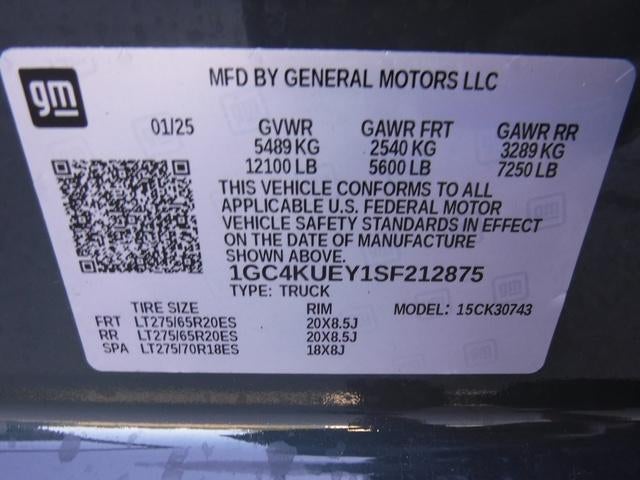 gm
MFD BY GENERAL MOTORS LLC
01/25 GVWR GAWR FRT GAWR RR
5489 KG 2540 KG 3289 KG
12100 LB 5600 LB 7250 LB
THIS VEHICLE CONFORMS TO ALL
APPLICABLE U.S. FEDERAL MOTOR
VEHICLE SAFETY STANDARDS IN EFFECT
ON THE DATE OF MANUFACTURE
SHOWN ABOVE.
1GC4KUEY1SF212875
TYPE: TRUCK
TIRE SIZE RIM MODEL: 15CK30743
FRT LT275/65R20ES 20X8.5J
RR LT275/65R20ES 20X8.5J
SPA LT275/70R18ES 18X8J